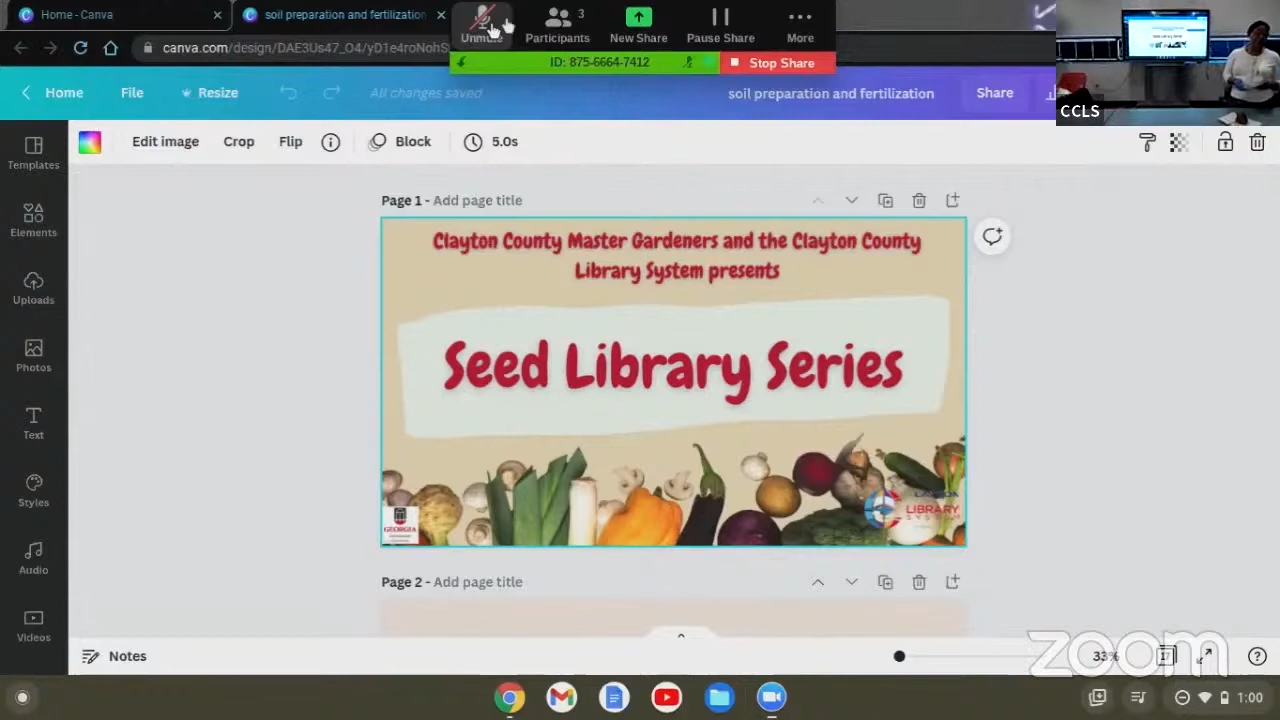 Home - Canva
soil preparation and fertilization
Participants
3
New Share
Pause Share
More
ID: 875-6664-7412
Stop Share
canva.com/design/DAE3Us47_O4/yD1e4roNohS
Home
File
Resize
All changes saved
soil preparation and fertilization
Share
CCLS
Edit image
Crop
Flip
Block
5.0s
Templates
Elements
Uploads
Photos
Text
Styles
Audio
Videos
Page 1 - Add page title
Clayton County Master Gardeners and the Clayton County
Library System presents
Seed Library Series
GEORGIA
LIBRARY
SYSTEM
Page 2 - Add page title
Notes
33%
17
zoom
1:00